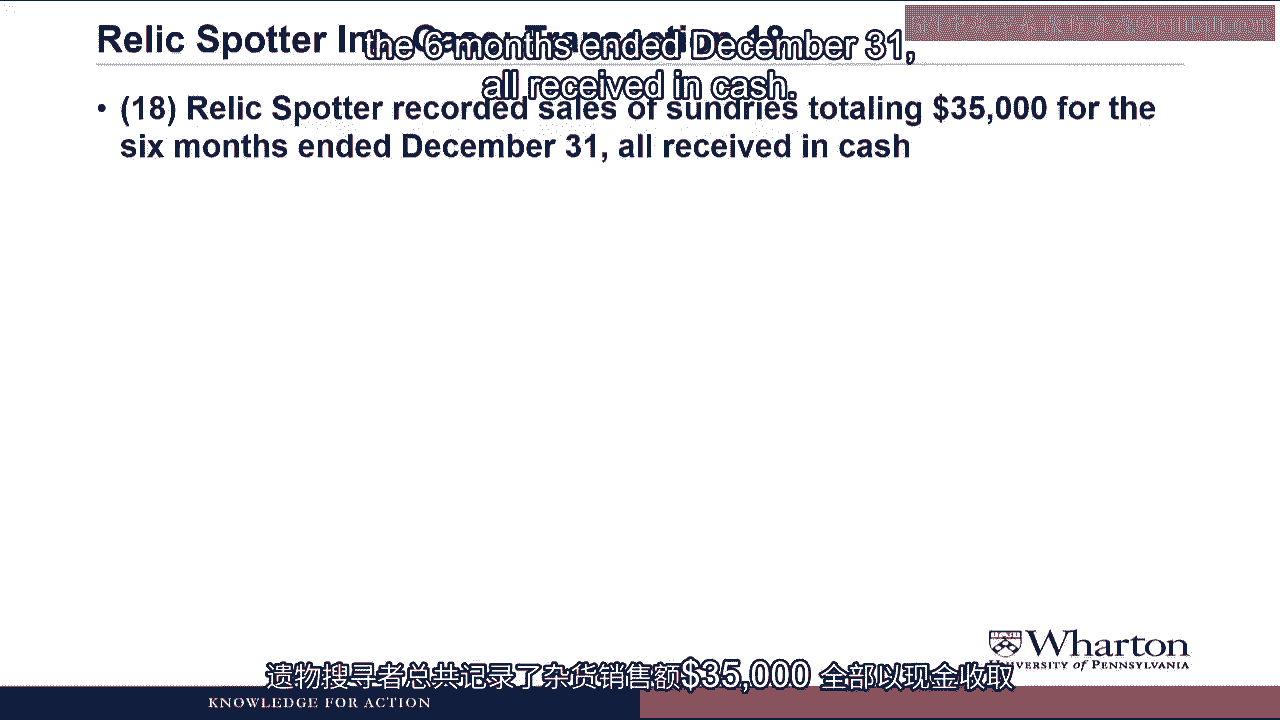 Relic Spotter Inc. Case: Transaction 18
the 6 months ended December 31,
all received in cash.
• (18) Relic Spotter recorded sales of sundries totaling $35,000 for the
six months ended December 31, all received in cash
Wharton
UNIVERSITY of PENNSYLVANIA
遗物搜寻者总共记录了杂货销售额$35,000 全部以现金收取
KNOWLEDGE FOR ACTION